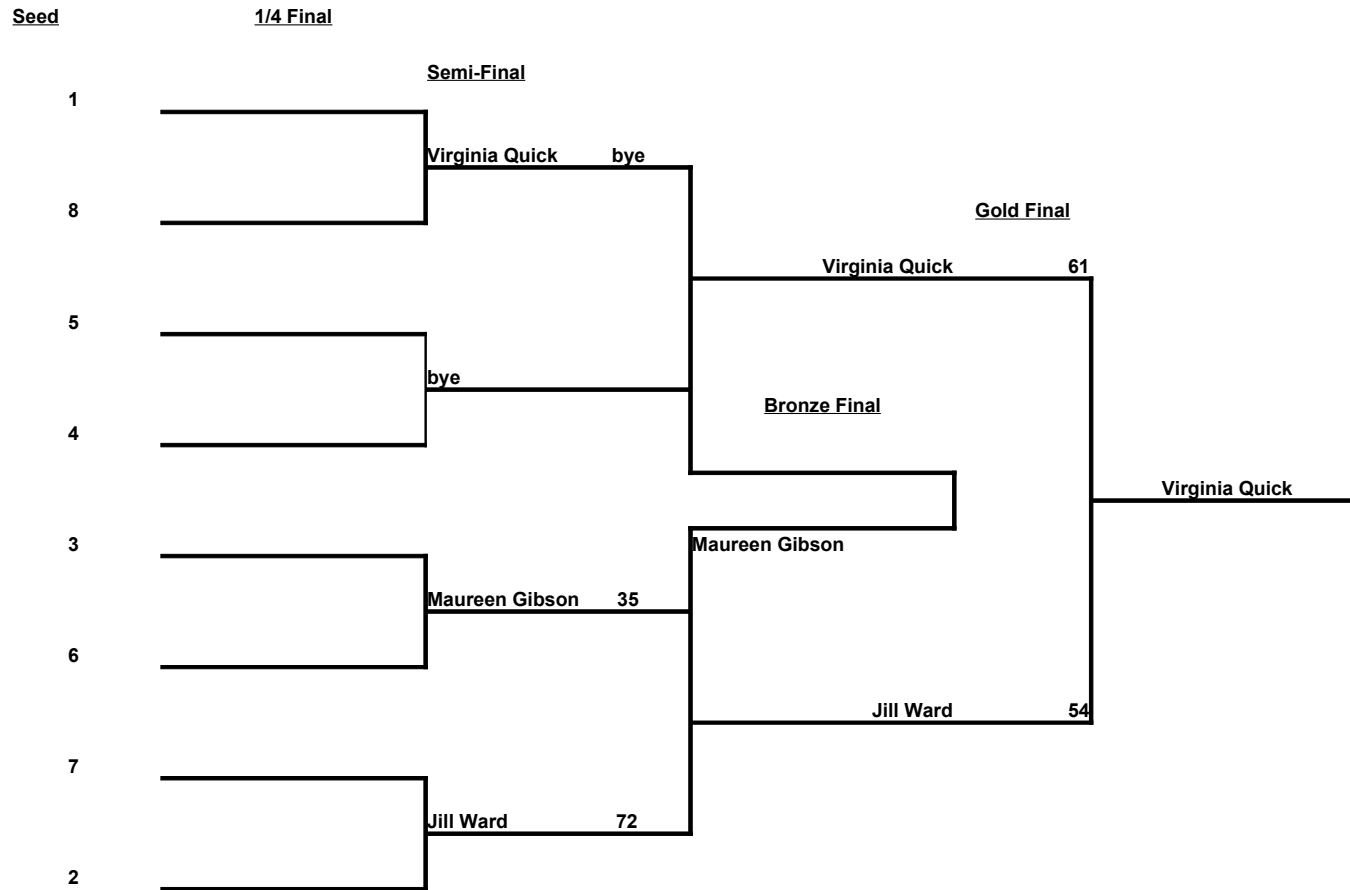 Seed 1/4 Final
Semi-Final
1
Virginia Quick bye
8 Gold Final
Virginia Quick 61
5
bye
Bronze Final
4
Virginia Quick
3 Maureen Gibson
Maureen Gibson 35
6
Jill Ward 54
7
Jill Ward 72
2